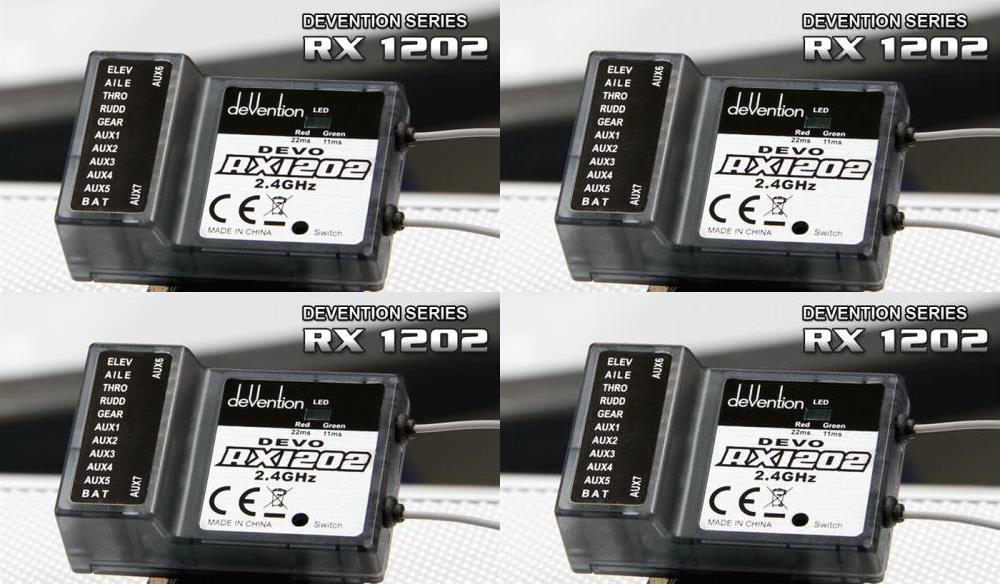 DEVENTION SERIES
RX 1202
ELEV
AUX6
AILE
THRO
RUDD
GEAR
AUX1
AUX2
AUX3
AUX4
AUX5
AUX7
BAT
deVention
LED
Red Green
22ms 11ms
DEVO
RX1202
2.4GHz
CE
MADE IN CHINA
Switch
DEVENTION SERIES
RX 1202
ELEV
AUX6
AILE
THRO
RUDD
GEAR
AUX1
AUX2
AUX3
AUX4
AUX5
AUX7
BAT
deVention
LED
Red Green
22ms 11ms
DEVO
RX1202
2.4GHz
CE
MADE IN CHINA
Switch
DEVENTION SERIES
RX 1202
ELEV
AUX6
AILE
THRO
RUDD
GEAR
AUX1
AUX2
AUX3
AUX4
AUX5
AUX7
BAT
deVention
LED
Red Green
22ms 11ms
DEVO
RX1202
2.4GHz
CE
MADE IN CHINA
Switch
DEVENTION SERIES
RX 1202
ELEV
AUX6
AILE
THRO
RUDD
GEAR
AUX1
AUX2
AUX3
AUX4
AUX5
AUX7
BAT
deVention
LED
Red Green
22ms 11ms
DEVO
RX1202
2.4GHz
CE
MADE IN CHINA
Switch